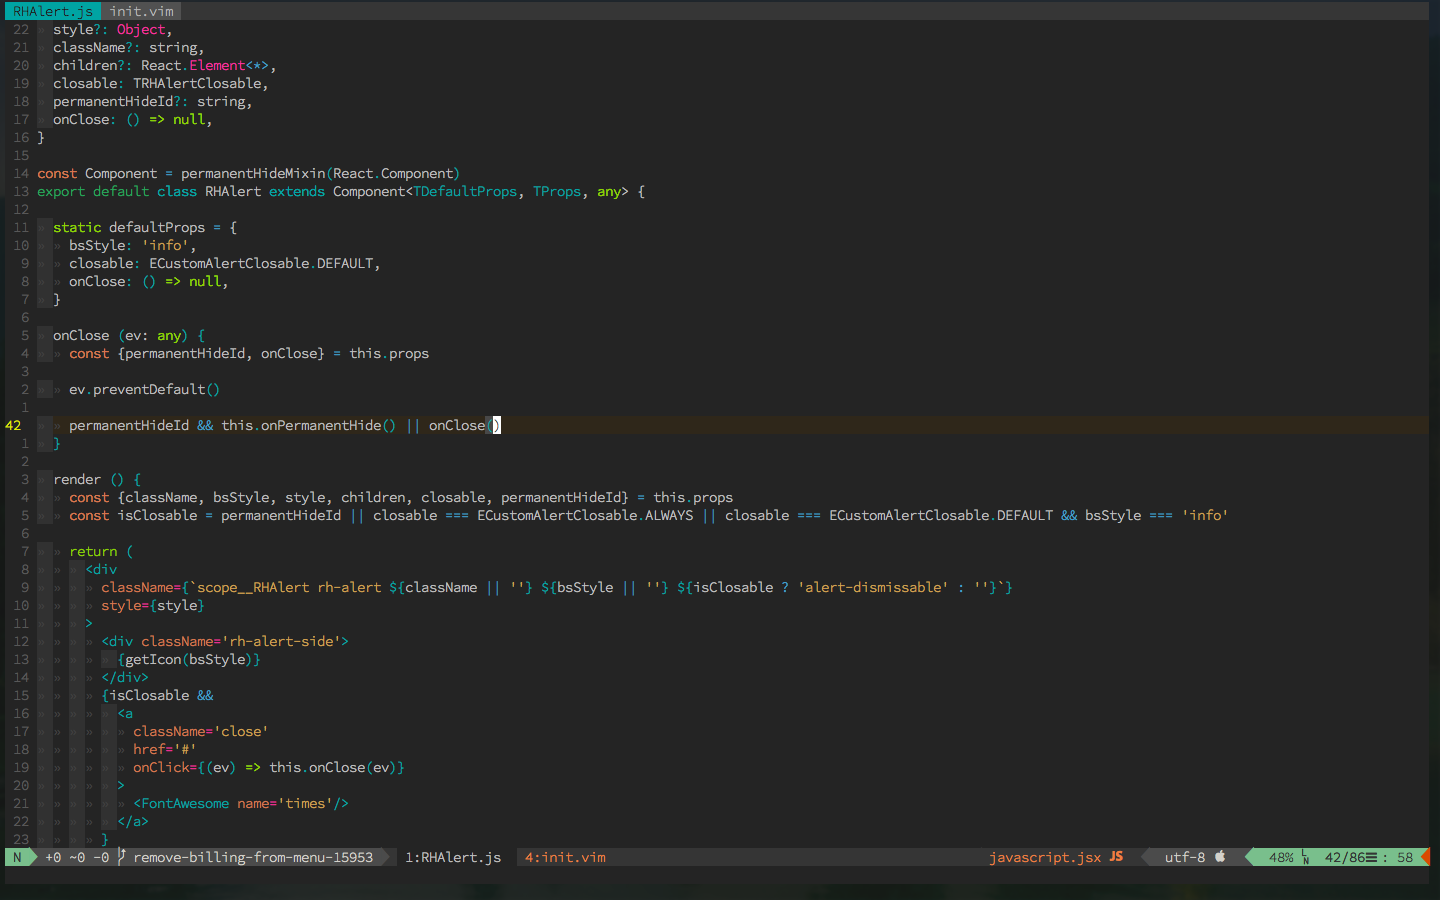 RHAlert.js init.vim
22 » style?: Object,
21 » className?: string,
20 » children?: React.Element<*>,
19 » closable: TRHAlertClosable,
18 » permanentHideId?: string,
17 » onClose: () => null,
16 }
15
14 const Component = permanentHideMixin(React.Component)
13 export default class RHAlert extends Component<TDefaultProps, TProps, any> {
12
11 » static defaultProps = {
10 » » bsStyle: 'info',
9 » » closable: ECustomAlertClosable.DEFAULT,
8 » » onClose: () => null,
7 » }
6
5 » onClose (ev: any) {
4 » » const {permanentHideId, onClose} = this.props
3
2 » » ev.preventDefault()
1
42 » » permanentHideId && this.onPermanentHide() || onClose()
1 » }
2
3 » render () {
4 » » const {className, bsStyle, style, children, closable, permanentHideId} = this.props
5 » » const isClosable = permanentHideId || closable === ECustomAlertClosable.ALWAYS || closable === ECustomAlertClosable.DEFAULT && bsStyle === 'info'
6
7 » » return (
8 » » » <div
9 » » » » className={`scope__RHAlert rh-alert ${className || ''} ${bsStyle || ''} ${isClosable ? 'alert-dismissable' : ''}`}
10 » » » » style={style}
11 » » » >
12 » » » » <div className='rh-alert-side'>
13 » » » » » {getIcon(bsStyle)}
14 » » » » </div>
15 » » » » {isClosable &&
16 » » » » » <a
17 » » » » » » className='close'
18 » » » » » » href='#'
19 » » » » » » onClick={(ev) => this.onClose(ev)}
20 » » » » » >
21 » » » » » » <FontAwesome name='times'/>
22 » » » » » </a>
23 » » » » }
N +0 ~0 -0 remove-billing-from-menu-15953 1:RHAlert.js 4:init.vim javascript.jsx JS utf-8 48% LN 42/86☰ : 58